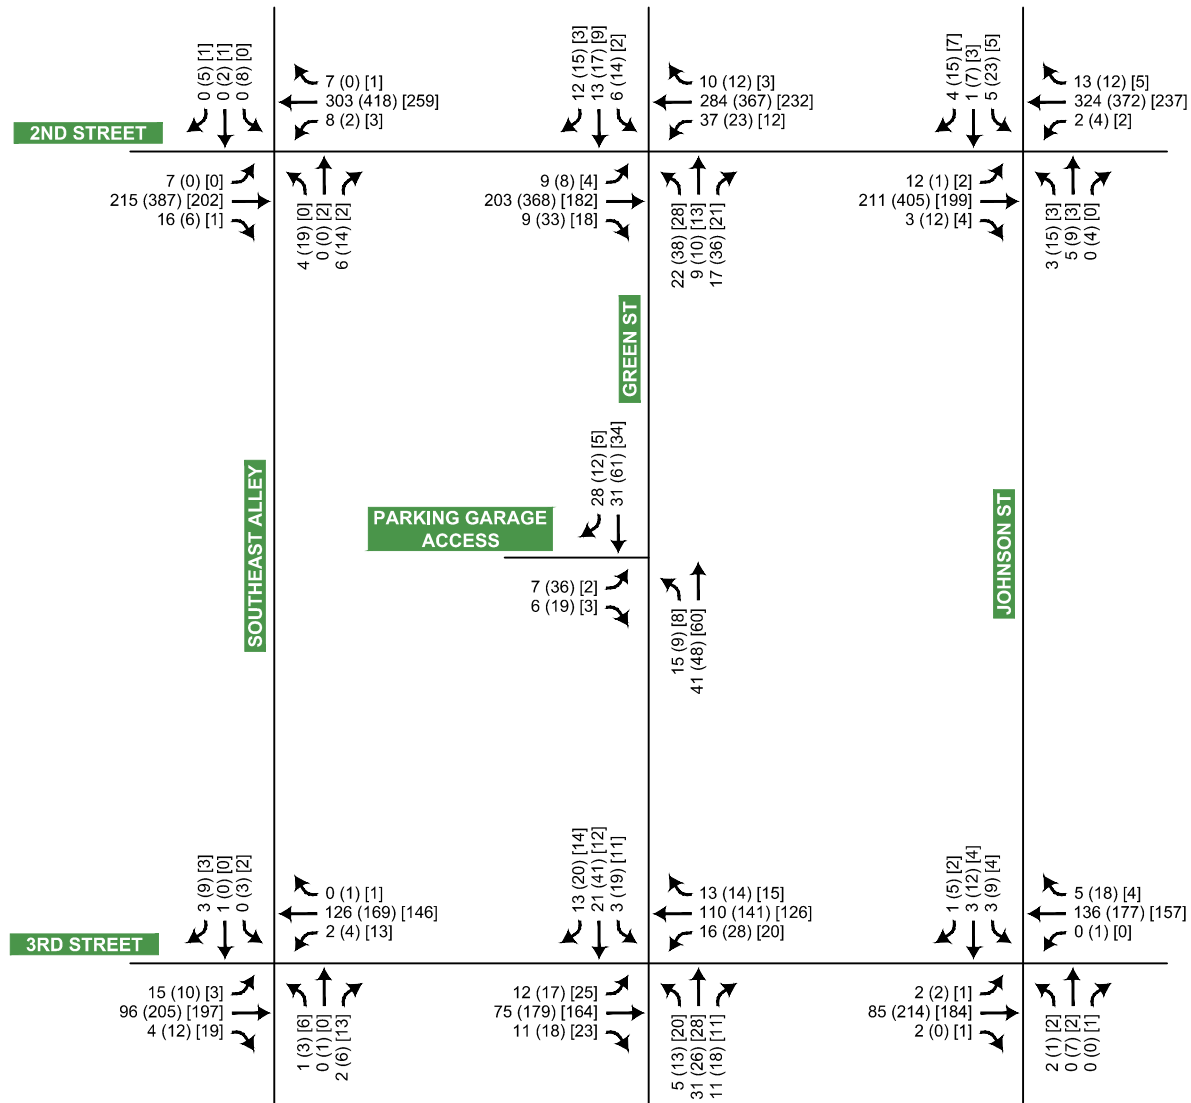 0 (5) [1]
0 (2) [1]
0 (8) [0]
7 (0) [1]
303 (418) [259]
8 (2) [3]
12 (15) [3]
13 (17) [9]
6 (14) [2]
10 (12) [3]
284 (367) [232]
37 (23) [12]
4 (15) [7]
1 (7) [3]
5 (23) [5]
13 (12) [5]
324 (372) [237]
2 (4) [2]
2ND STREET
7 (0) [0]
215 (387) [202]
16 (6) [1]
4 (19) [0]
0 (0) [2]
6 (14) [2]
9 (8) [4]
203 (368) [182]
9 (33) [18]
22 (38) [28]
9 (10) [13]
17 (36) [21]
12 (1) [2]
211 (405) [199]
3 (12) [4]
3 (15) [3]
5 (9) [3]
0 (4) [0]
GREEN ST
SOUTHEAST ALLEY
JOHNSON ST
28 (12) [5]
31 (61) [34]
PARKING GARAGE
ACCESS
7 (36) [2]
6 (19) [3]
15 (9) [8]
41 (48) [60]
3 (9) [3]
1 (0) [0]
0 (3) [2]
0 (1) [1]
126 (169) [146]
2 (4) [13]
13 (20) [14]
21 (41) [12]
3 (19) [11]
13 (14) [15]
110 (141) [126]
16 (28) [20]
1 (5) [2]
3 (12) [4]
3 (9) [4]
5 (18) [4]
136 (177) [157]
0 (1) [0]
3RD STREET
15 (10) [3]
96 (205) [197]
4 (12) [19]
1 (3) [6]
0 (1) [0]
2 (6) [13]
12 (17) [25]
75 (179) [164]
11 (18) [23]
5 (13) [20]
31 (26) [28]
11 (18) [11]
2 (2) [1]
85 (214) [184]
2 (0) [1]
2 (1) [2]
0 (7) [2]
0 (0) [1]